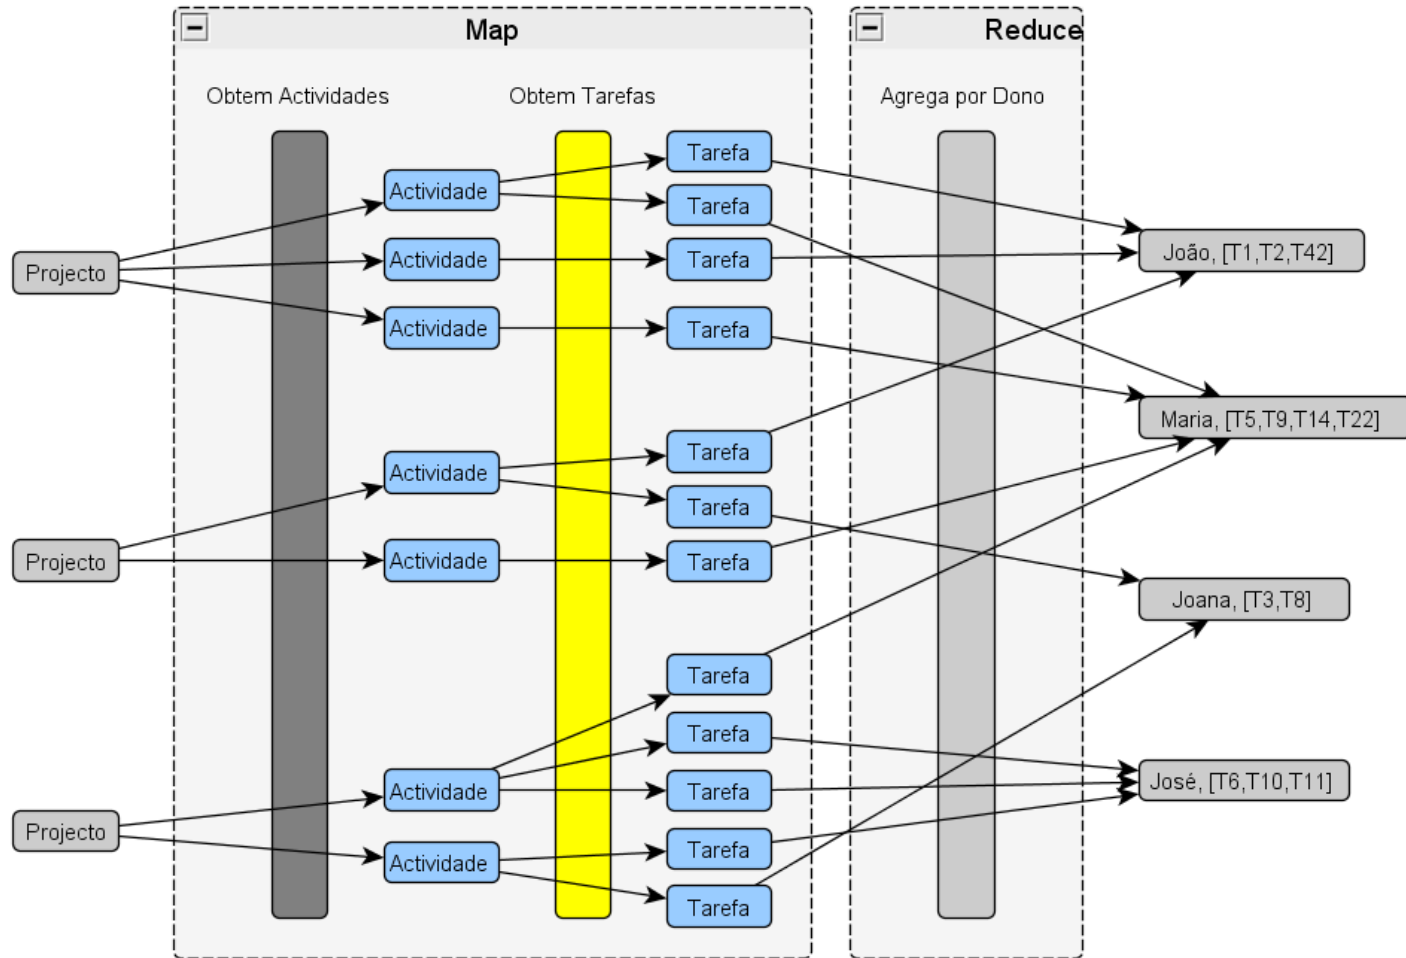 Map
Reduce
Obtem Actividades
Obtem Tarefas
Agrega por Dono
Projecto
Actividade
Actividade
Actividade
Tarefa
Tarefa
Tarefa
Tarefa
Projecto
Actividade
Actividade
Tarefa
Tarefa
Tarefa
Projecto
Actividade
Actividade
Tarefa
Tarefa
Tarefa
Tarefa
Tarefa
João, [T1,T2,T42]
Maria, [T5,T9,T14,T22]
Joana, [T3,T8]
José, [T6,T10,T11]